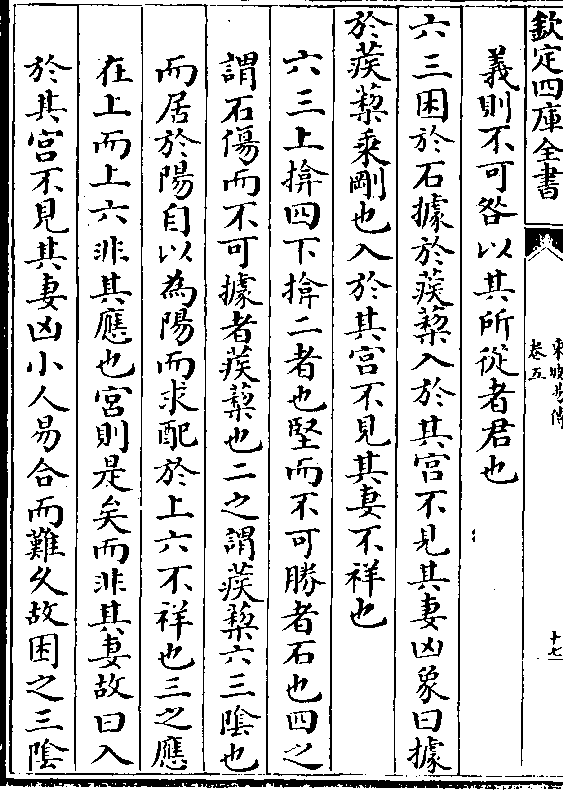 欽定四庫全書
東坡易傳
卷五
十七
義則不可咎以其所從者君也
六三困於石據於蒺蔾入於其宫不見其妻凶象曰據
於蒺蔾乘剛也入於其宫不見其妻不祥也
六三上揜四下揜二者也堅而不可勝者石也四之
謂石傷而不可據者蒺蔾也二之謂蒺蔾六三陰也
而居於陽自以為陽而求配於上六不祥也三之應
在上而上六非其應也宫則是矣而非其妻故曰入
於其宫不見其妻凶小人易合而難久故困之三陰